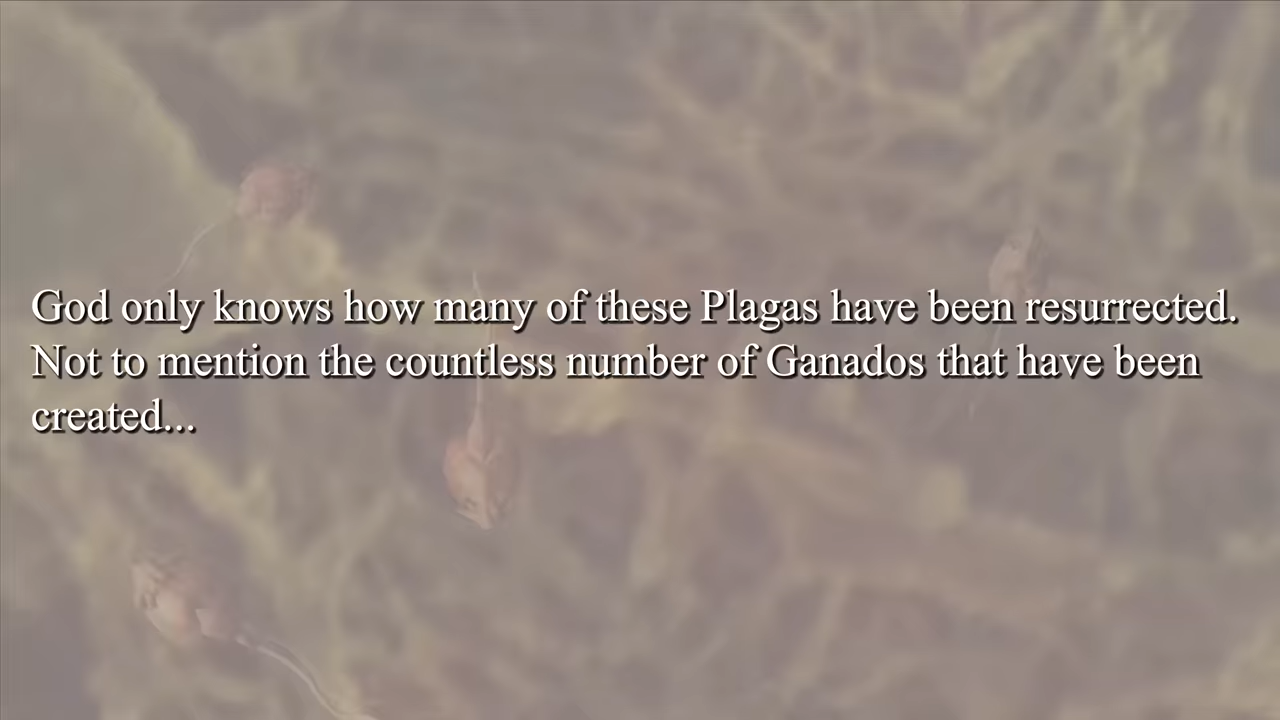 God only knows how many of these Plagas have been resurrected.
Not to mention the countless number of Ganados that have been
created...